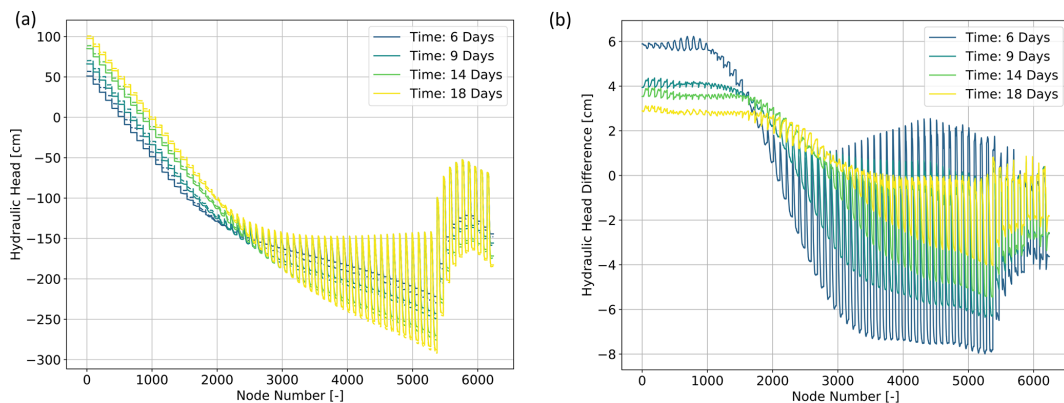 (a)
Hydraulic Head [cm]
100
50
0
−50
−100
−150
−200
−250
−300
Time: 6 Days
Time: 9 Days
Time: 14 Days
Time: 18 Days
0 1000 2000 3000 4000 5000 6000
Node Number [-]
(b)
Hydraulic Head Difference [cm]
6
4
2
0
−2
−4
−6
−8
Time: 6 Days
Time: 9 Days
Time: 14 Days
Time: 18 Days
0 1000 2000 3000 4000 5000 6000
Node Number [-]